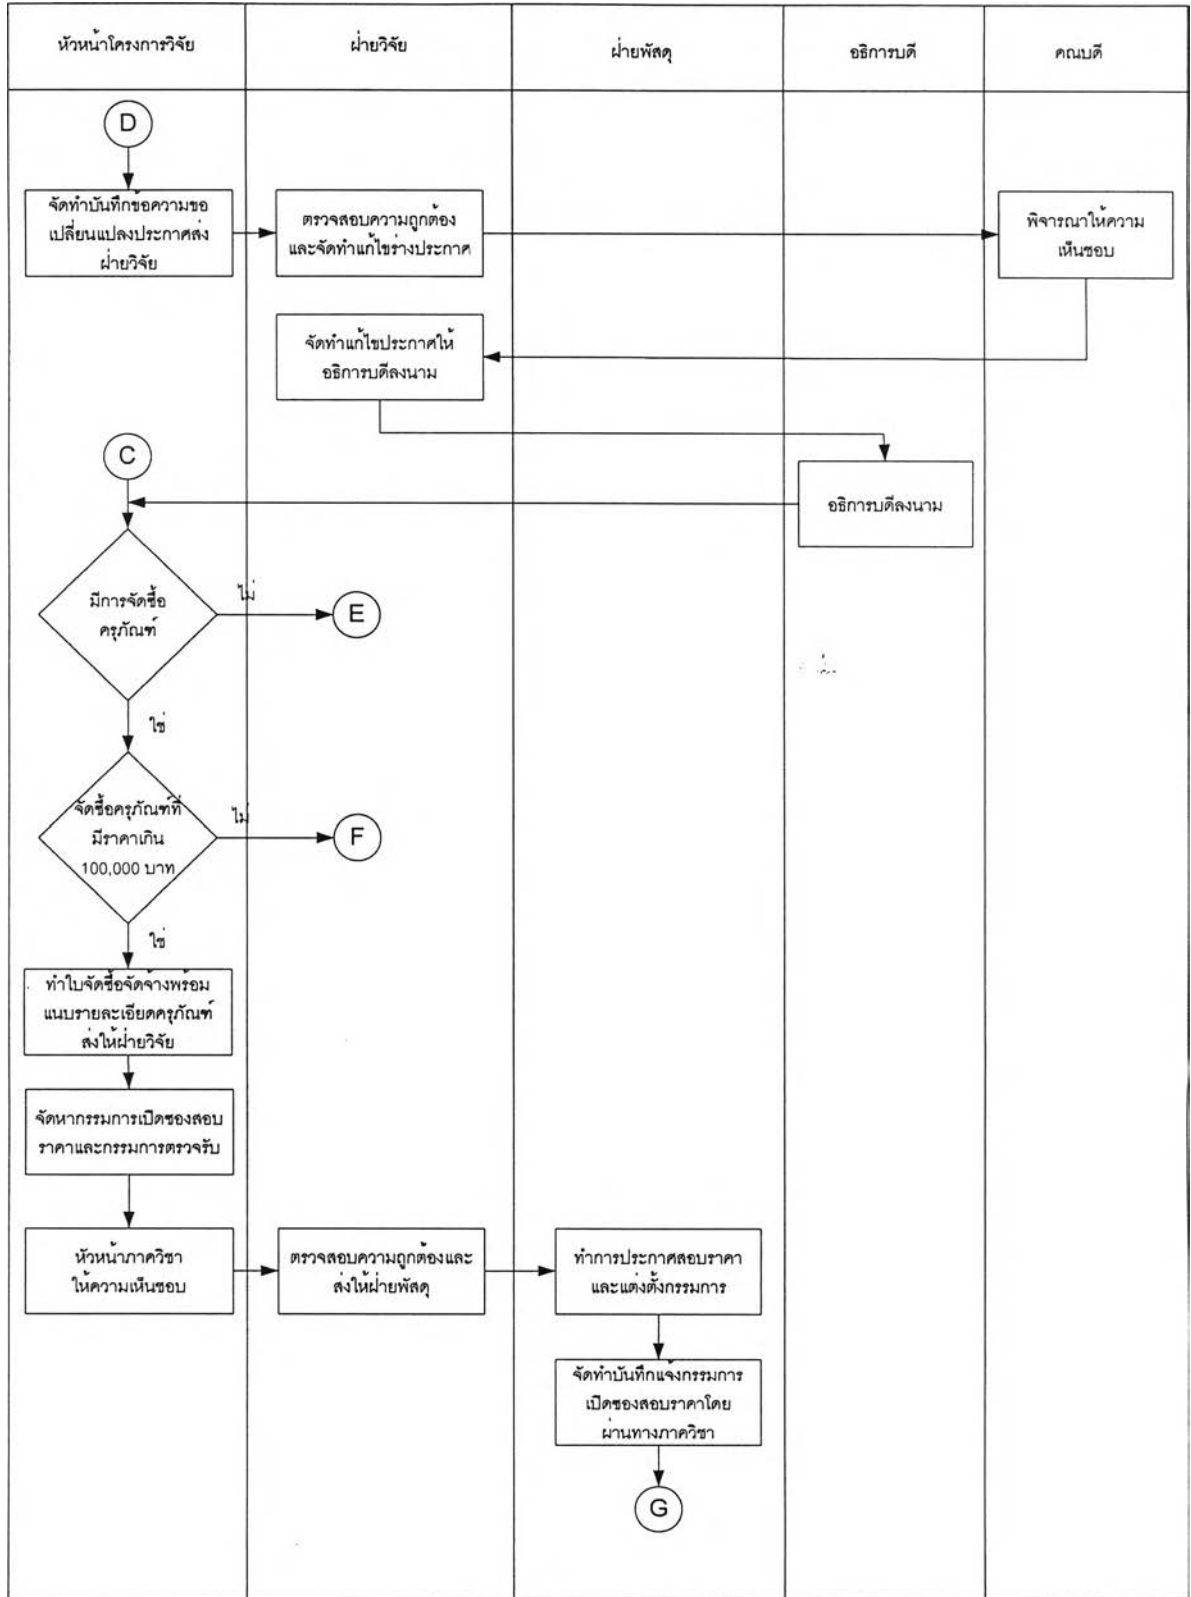 หัวหน้าโครงการวิจัย
ฝ่ายวิจัย
ฝ่ายพัสดุ
อธิการบดี
คณบดี
D
จัดทำบันทึกข้อความขอ
เปลี่ยนแปลงประกาศส่ง
ฝ่ายวิจัย
ตรวจสอบความถูกต้อง
และจัดทำแก้ไขร่างประกาศ
พิจารณาให้ความ
เห็นชอบ
จัดทำแก้ไขประกาศให้
อธิการบดีลงนาม
C
อธิการบดีลงนาม
มีการจัดซื้อ
ครุภัณฑ์
ไม่
E
ใช่
จัดซื้อครุภัณฑ์ที่
มีราคาเกิน
100,000 บาท
ไม่
F
ใช่
ทำใบจัดซื้อจัดจ้างพร้อม
แนบรายละเอียดครุภัณฑ์
ส่งให้ฝ่ายวิจัย
จัดหากรรมการเปิดซองสอบ
ราคาและกรรมการตรวจรับ
หัวหน้าภาควิชา
ให้ความเห็นชอบ
ตรวจสอบความถูกต้องและ
ส่งให้ฝ่ายพัสดุ
ทำการประกาศสอบราคา
และแต่งตั้งกรรมการ
จัดทำบันทึกแจ้งกรรมการ
เปิดซองสอบราคาโดย
ผ่านทางภาควิชา
G